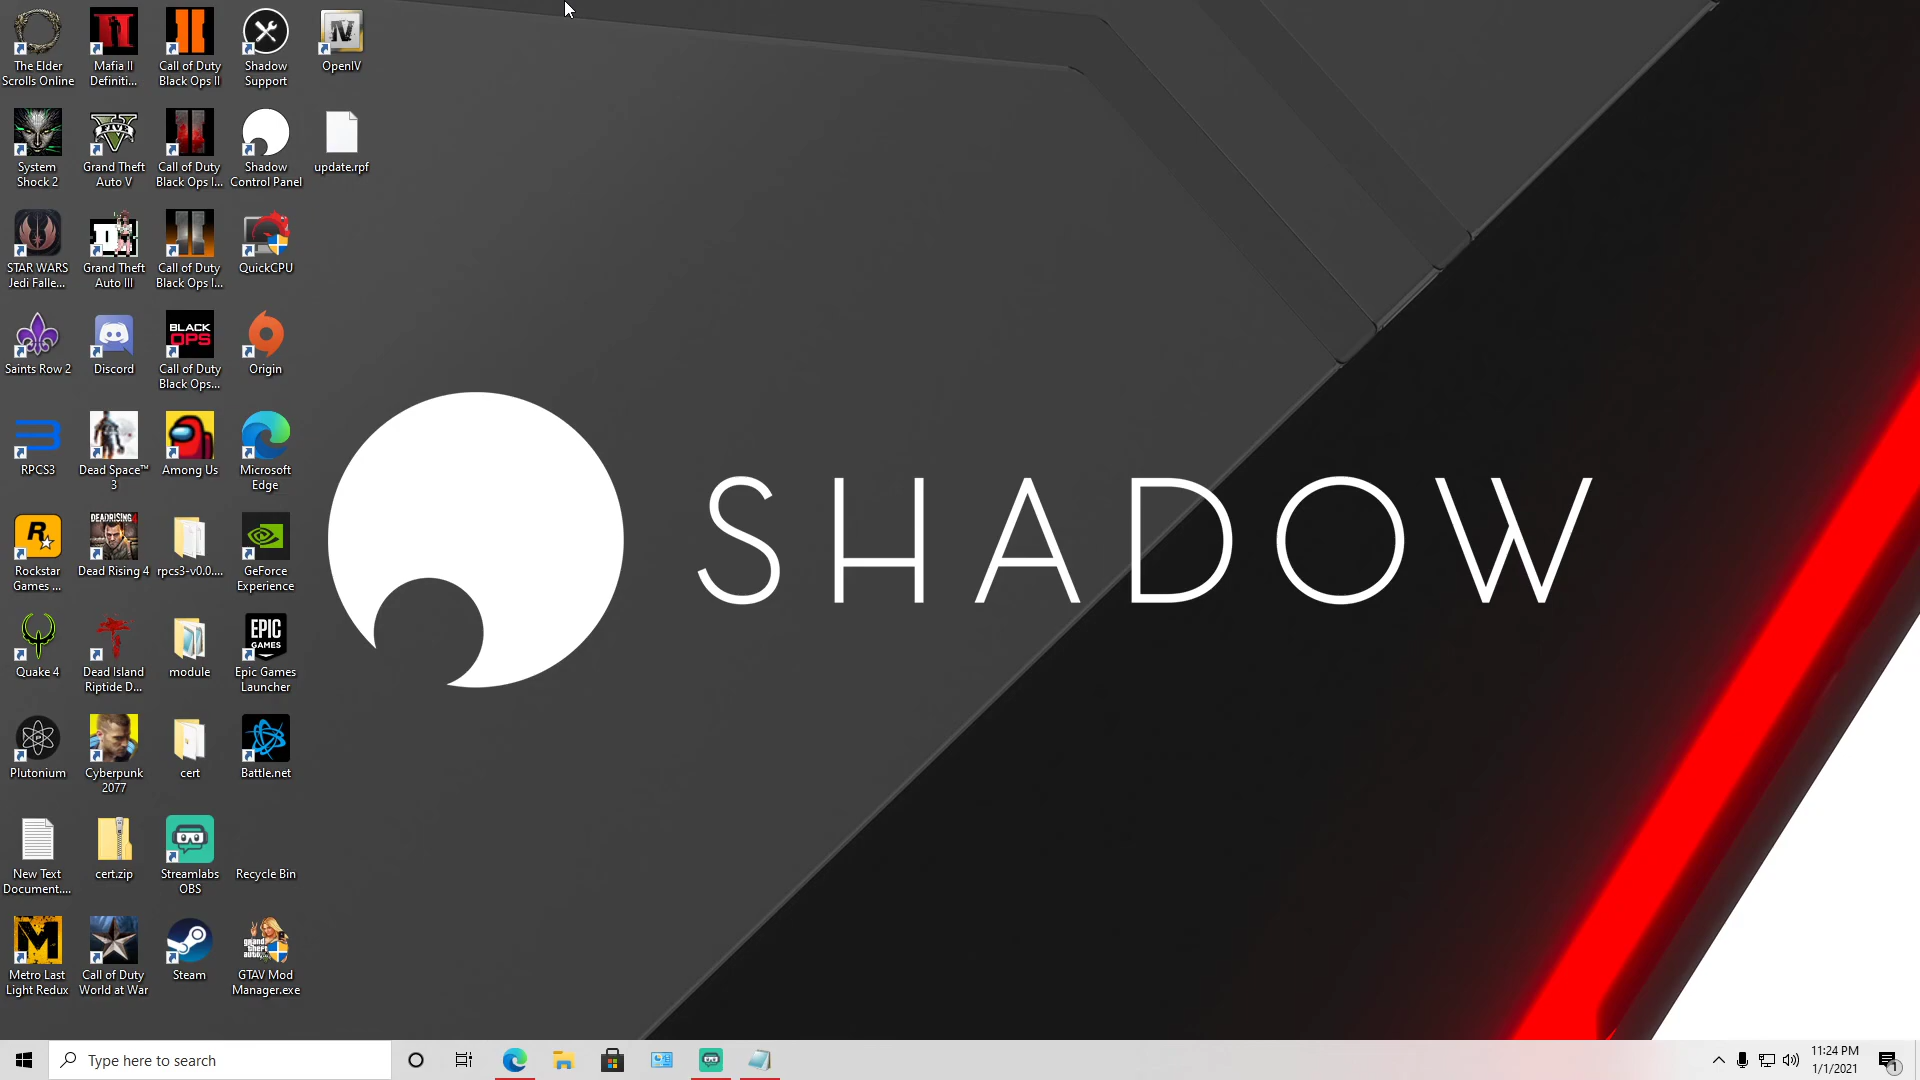 The Elder
Scrolls Online
Mafia II
Definiti...
Call of Duty
Black Ops II
Shadow
Support
OpenIV
System
Shock 2
Grand Theft
Auto V
Call of Duty
Black Ops I...
Shadow
Control Panel
update.rpf
STAR WARS
Jedi Falle...
Grand Theft
Auto III
Call of Duty
Black Ops I...
QuickCPU
Saints Row 2
Discord
BLACK
OPS
Call of Duty
Black Ops...
Origin
RPCS3
Dead Space™
3
Among Us
Microsoft
Edge
SHADOW
Rockstar
Games ...
DEADRISING 4
Dead Rising 4
rpcs3-v0.0....
GeForce
Experience
Quake 4
Dead Island
Riptide D...
module
EPIC
GAMES
Epic Games
Launcher
Plutonium
Cyberpunk
2077
cert
Battle.net
New Text
Document....
cert.zip
Streamlabs
OBS
Recycle Bin
Metro Last
Light Redux
Call of Duty
World at War
Steam
GTAV Mod
Manager.exe
Type here to search
11:24 PM
1/1/2021
1